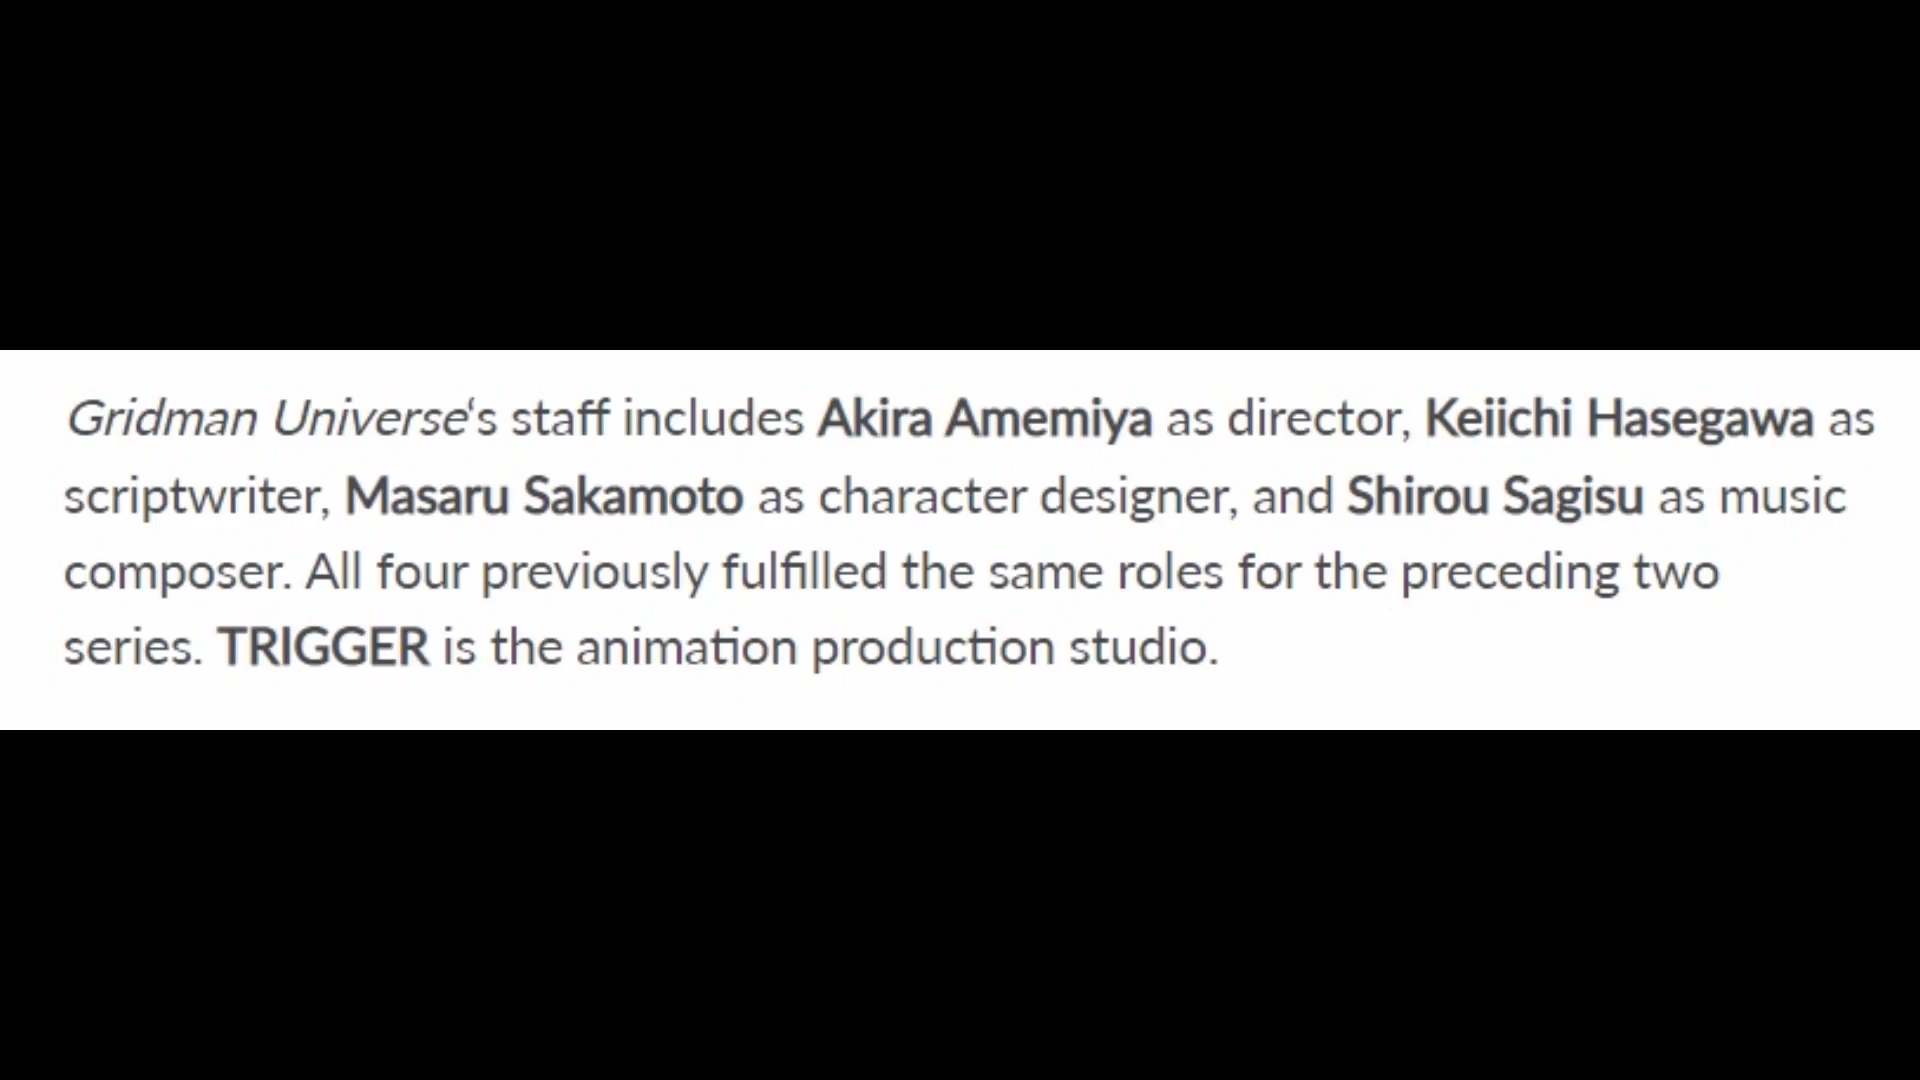 Gridman Universe‘s staff includes Akira Amemiya as director, Keiichi Hasegawa as
scriptwriter, Masaru Sakamoto as character designer, and Shirou Sagisu as music
composer. All four previously fulfilled the same roles for the preceding two
series. TRIGGER is the animation production studio.